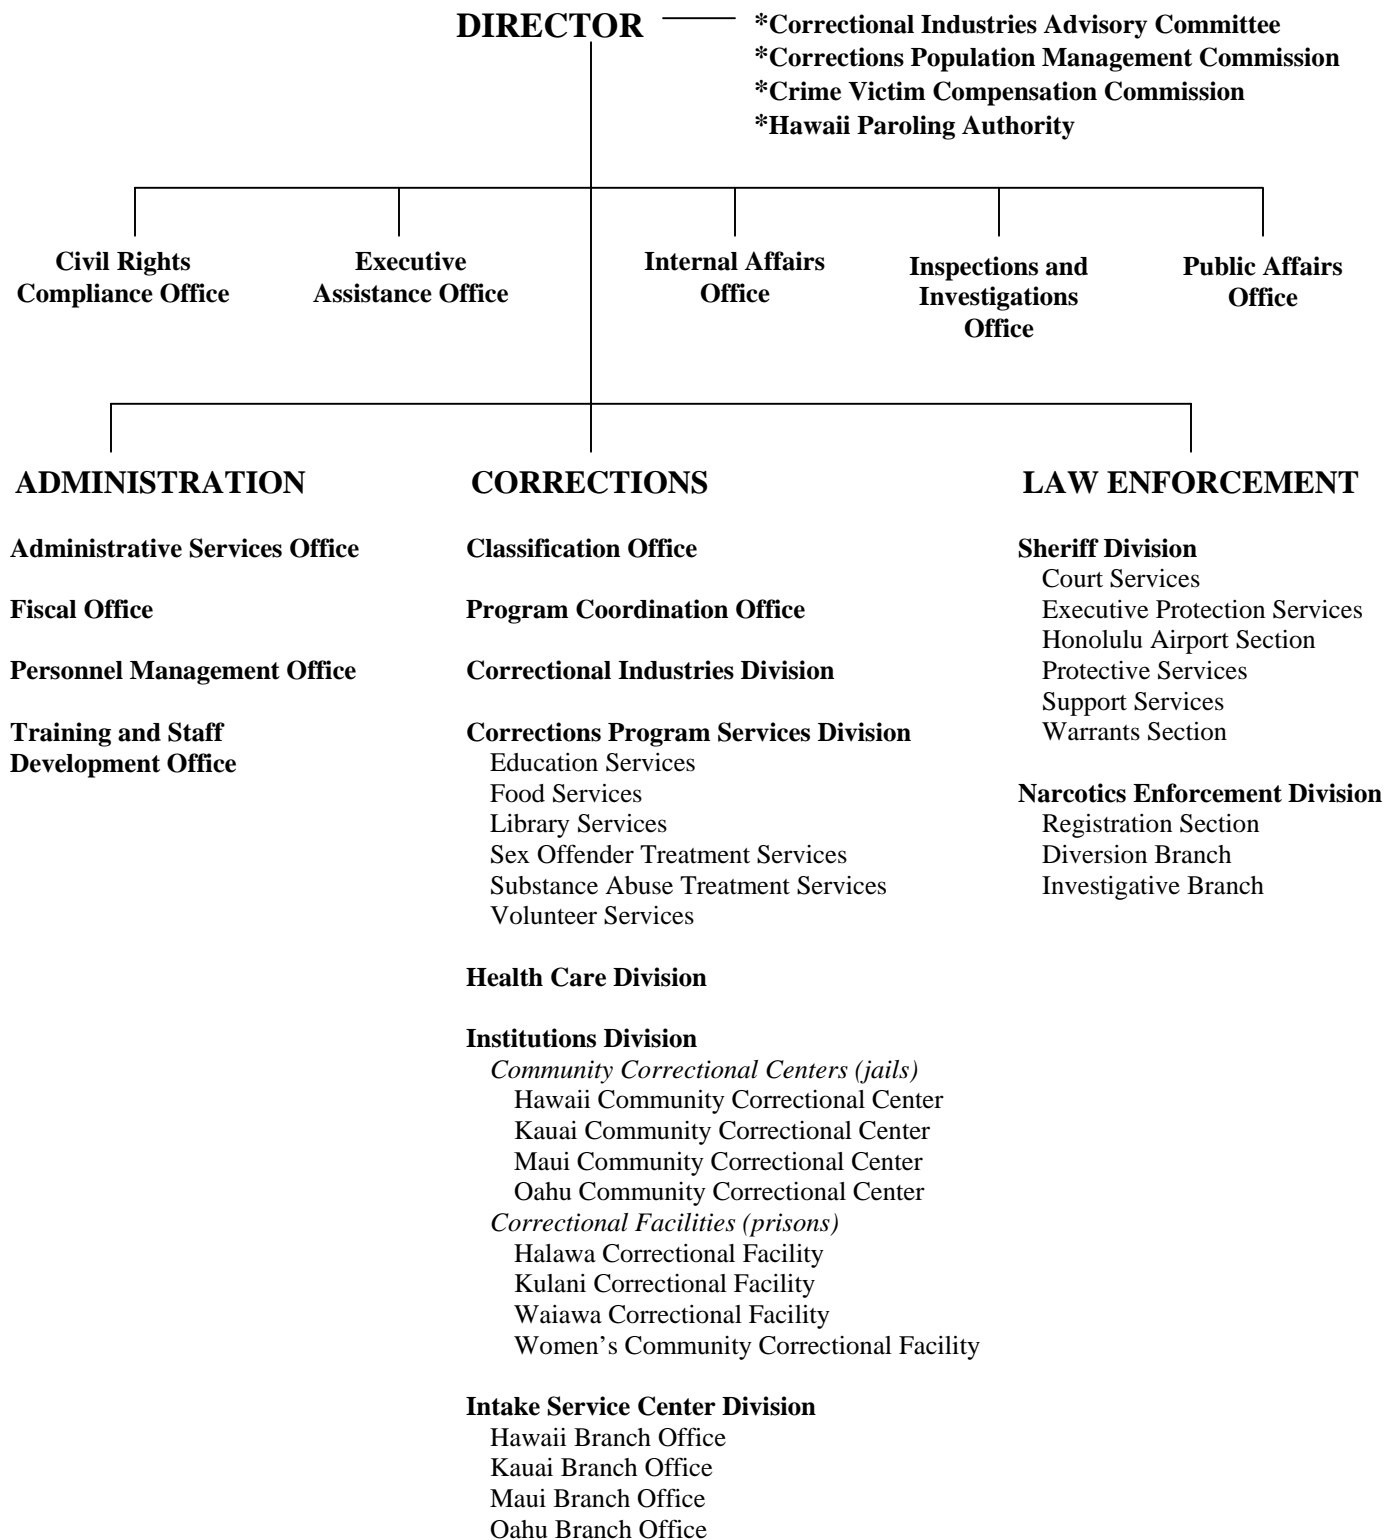 DIRECTOR
*Correctional Industries Advisory Committee
*Corrections Population Management Commission
*Crime Victim Compensation Commission
*Hawaii Paroling Authority
Civil Rights
Compliance Office
Executive
Assistance Office
Internal Affairs
Office
Inspections and
Investigations
Office
Public Affairs
Office
ADMINISTRATION
Administrative Services Office
Fiscal Office
Personnel Management Office
Training and Staff
Development Office
CORRECTIONS
Classification Office
Program Coordination Office
Correctional Industries Division
Corrections Program Services Division
Education Services
Food Services
Library Services
Sex Offender Treatment Services
Substance Abuse Treatment Services
Volunteer Services
Health Care Division
Institutions Division
Community Correctional Centers (jails)
Hawaii Community Correctional Center
Kauai Community Correctional Center
Maui Community Correctional Center
Oahu Community Correctional Center
Correctional Facilities (prisons)
Halawa Correctional Facility
Kulani Correctional Facility
Waiawa Correctional Facility
Women’s Community Correctional Facility
Intake Service Center Division
Hawaii Branch Office
Kauai Branch Office
Maui Branch Office
Oahu Branch Office
LAW ENFORCEMENT
Sheriff Division
Court Services
Executive Protection Services
Honolulu Airport Section
Protective Services
Support Services
Warrants Section
Narcotics Enforcement Division
Registration Section
Diversion Branch
Investigative Branch